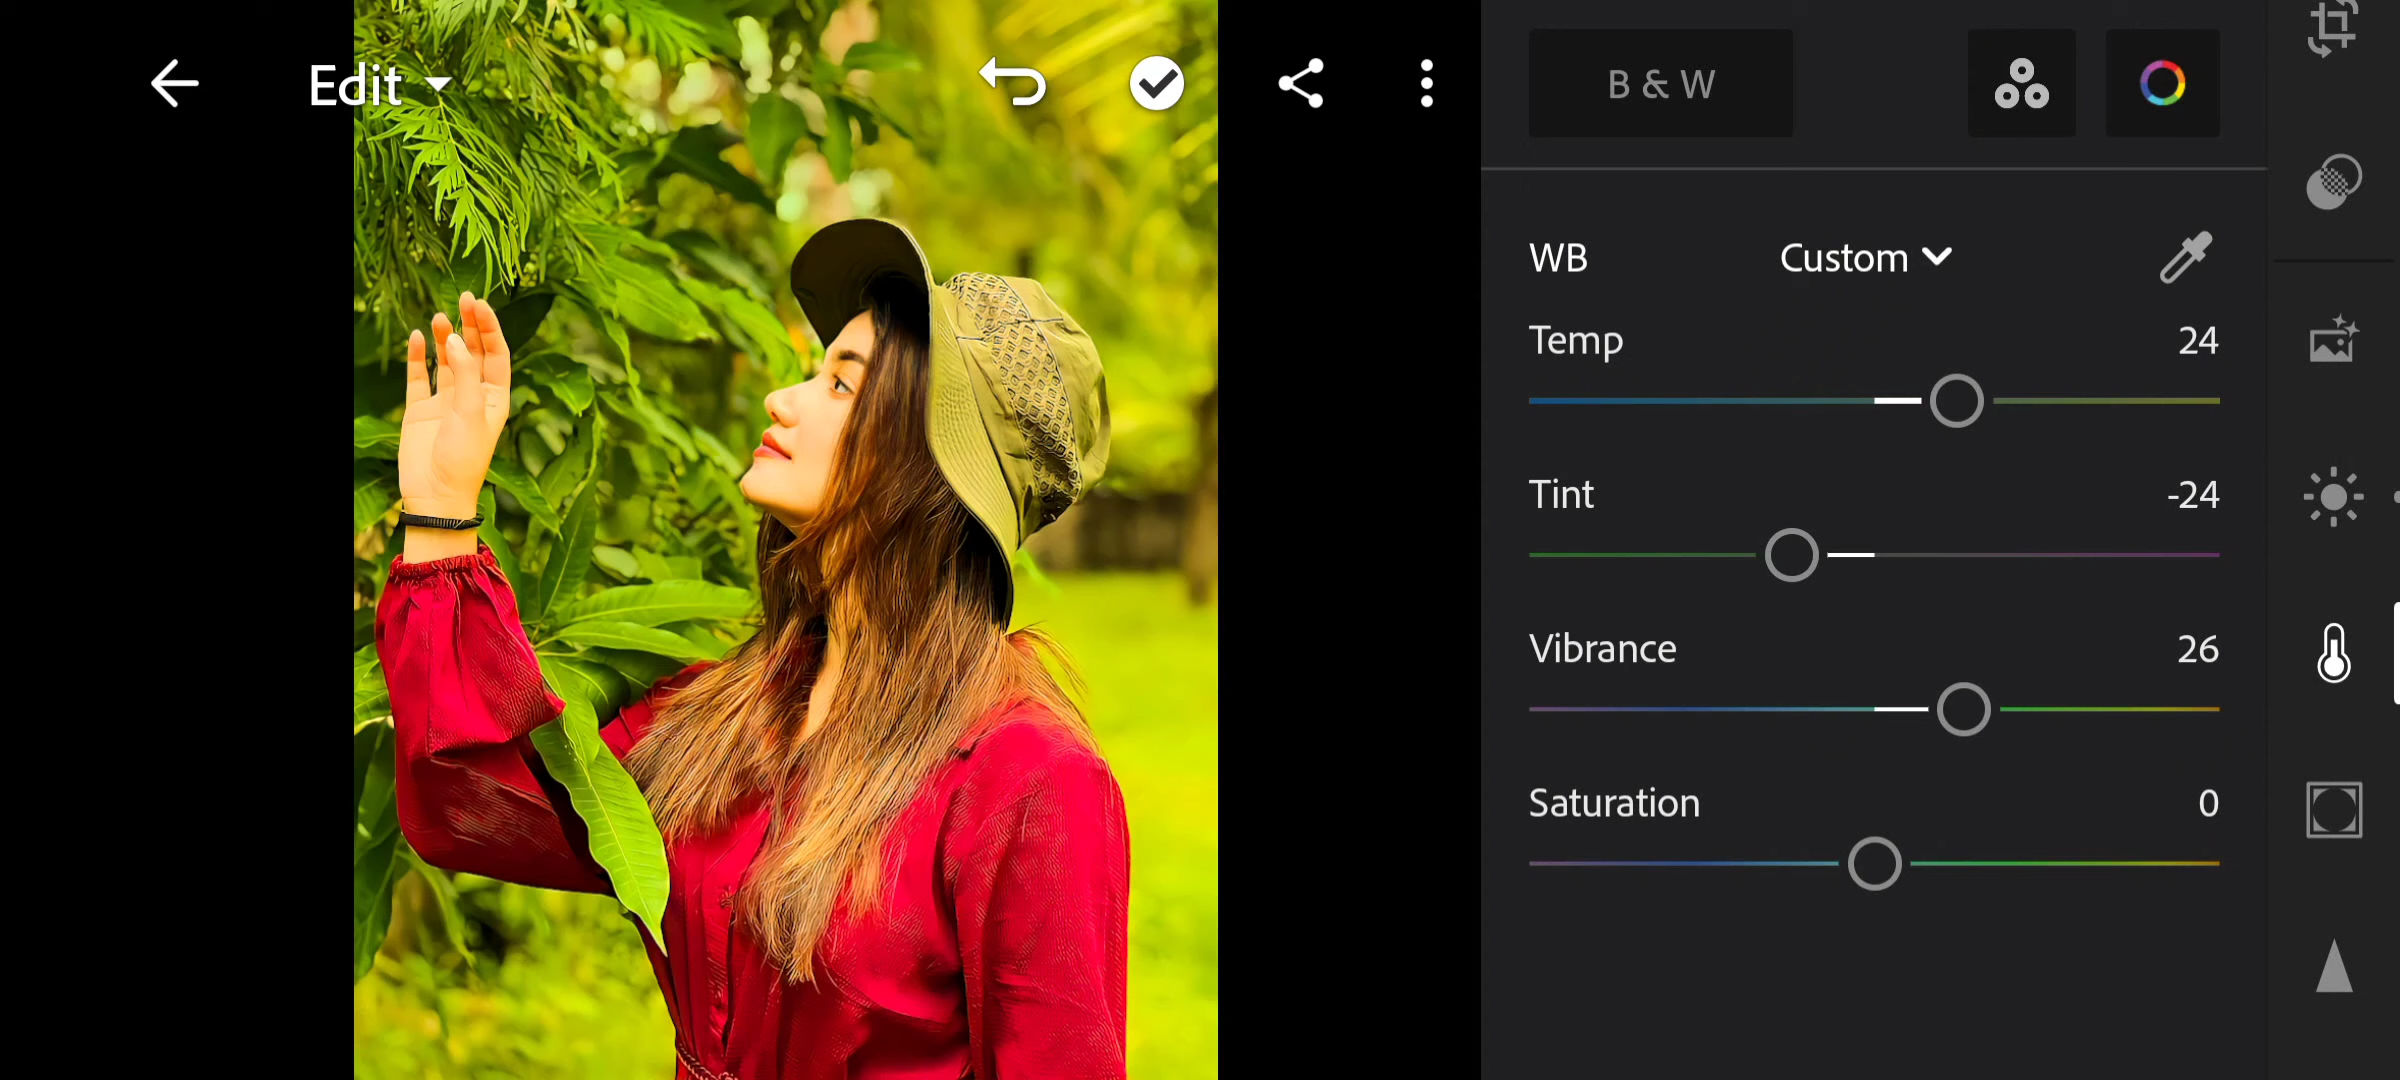 Edit
B & W
WB Custom
Temp 24
Tint -24
Vibrance 26
Saturation 0